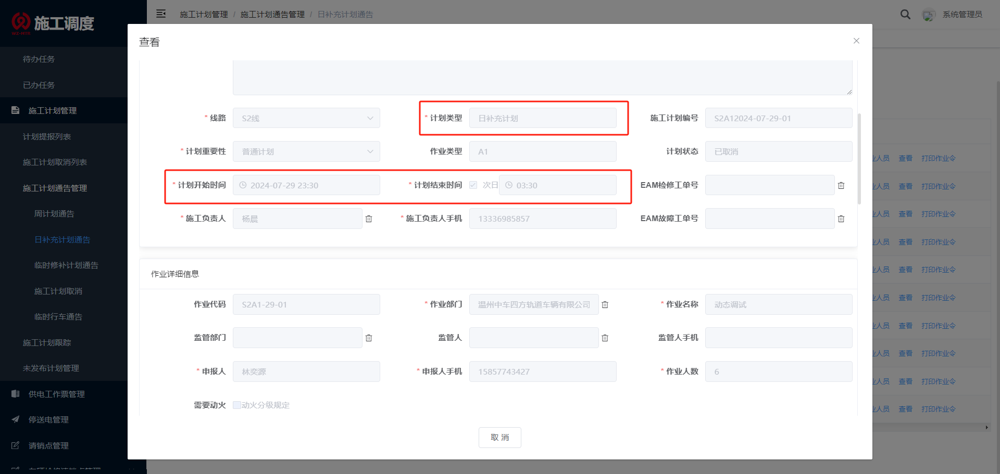 施工调度
WZ-MTR
施工计划管理 / 施工计划通告管理 / 日补充计划通告
系统管理员
待办任务
已办任务
施工计划管理
计划提报列表
施工计划取消列表
施工计划通告管理
周计划通告
日补充计划通告
临时修补计划通告
施工计划取消
临时行车通告
施工计划跟踪
未发布计划管理
供电工作票管理
停送电管理
请销点管理
查看
* 线路 S2线
* 计划类型 日补充计划
施工计划编号 S2A12024-07-29-01
* 计划重要性 普通计划
作业类型 A1
计划状态 已取消
* 计划开始时间 2024-07-29 23:30
* 计划结束时间 次日 03:30
EAM检修工单号
* 施工负责人 杨晨
* 施工负责人手机 13336985857
EAM故障工单号
作业详细信息
作业代码 S2A1-29-01
* 作业部门 温州中车四方轨道车辆有限公司
* 作业名称 动态调试
监管部门
监管人
监管人手机
* 申报人 林奕源
* 申报人手机 15857743427
* 作业人数 6
需要动火 动火分级规定
取 消
业人员 查看 打印作业令
业人员 查看 打印作业令
业人员 查看 打印作业令
业人员 查看 打印作业令
业人员 查看 打印作业令
业人员 查看 打印作业令
业人员 查看 打印作业令
业人员 查看 打印作业令
业人员 查看 打印作业令
业人员 查看 打印作业令